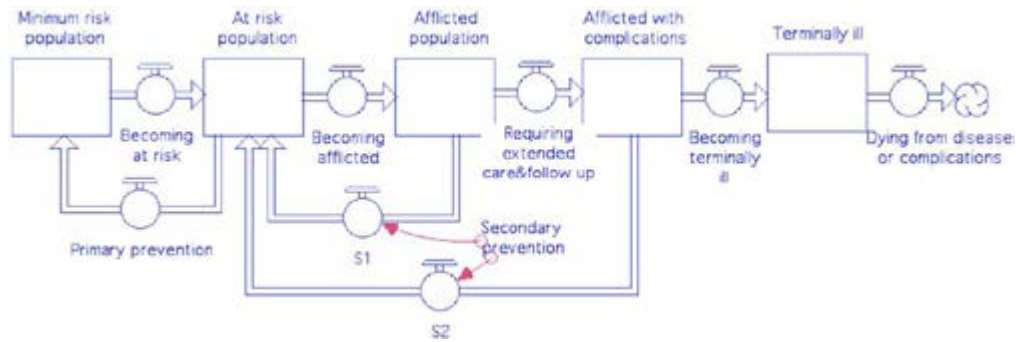 Minimum risk
population
At risk
population
Afflicted
population
Afflicted with
complications
Terminally ill
Becoming
at risk
Becoming
afflicted
Requiring
extended
care&follow up
Becoming
terminally
ill
Dying from disease
or complications
Primary prevention
S1
Secondary
prevention
S2